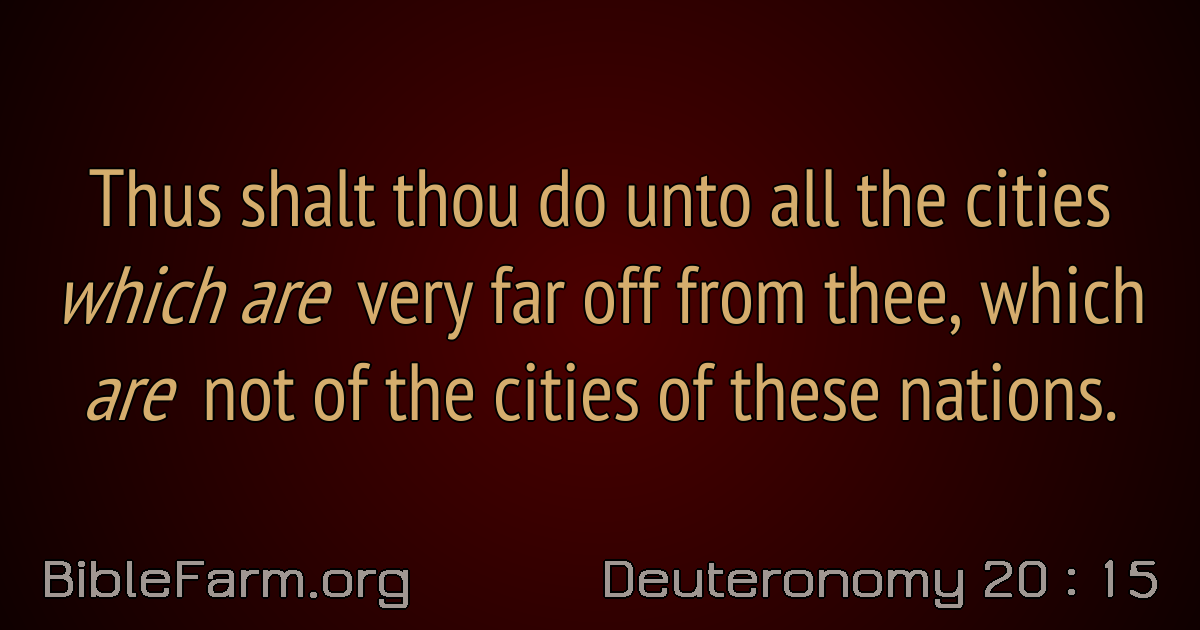 Thus shalt thou do unto all the cities
which are very far off from thee, which
are not of the cities of these nations.
BibleFarm.org
Deuteronomy 20 : 15